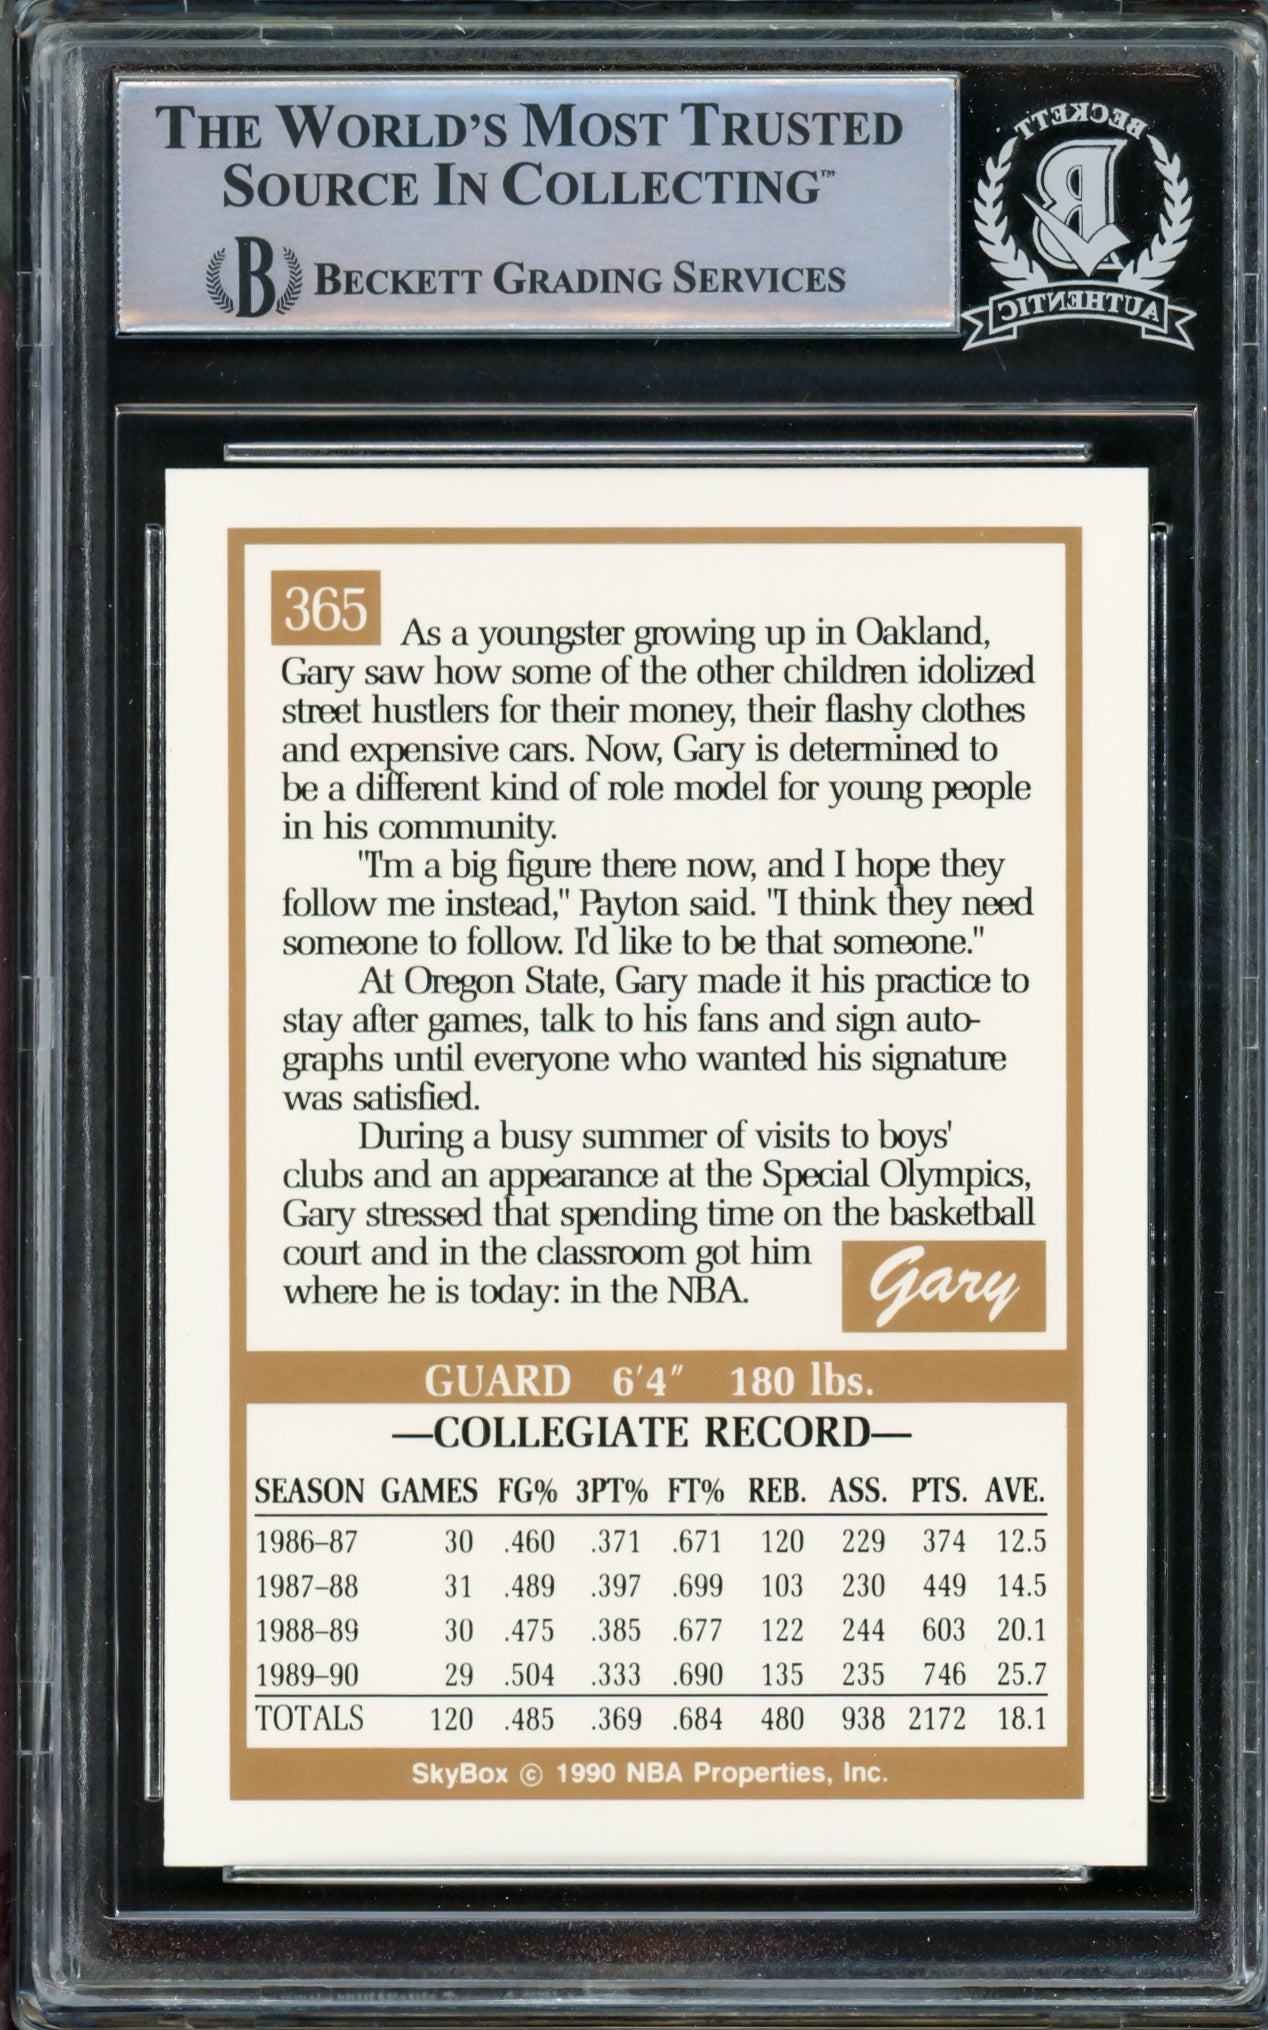 THE WORLD'S MOST TRUSTED
SOURCE IN COLLECTING™
B BECKETT GRADING SERVICES
BECKETT
B
AUTHENTIC
365
As a youngster growing up in Oakland,
Gary saw how some of the other children idolized
street hustlers for their money, their flashy clothes
and expensive cars. Now, Gary is determined to
be a different kind of role model for young people
in his community.
"I'm a big figure there now, and I hope they
follow me instead," Payton said. "I think they need
someone to follow. I'd like to be that someone."
At Oregon State, Gary made it his practice to
stay after games, talk to his fans and sign auto-
graphs until everyone who wanted his signature
was satisfied.
During a busy summer of visits to boys'
clubs and an appearance at the Special Olympics,
Gary stressed that spending time on the basketball
court and in the classroom got him
where he is today: in the NBA.
Gary
GUARD 6'4" 180 lbs.
—COLLEGIATE RECORD—
SEASON GAMES FG% 3PT% FT% REB. ASS. PTS. AVE.
1986–87 30 .460 .371 .671 120 229 374 12.5
1987–88 31 .489 .397 .699 103 230 449 14.5
1988–89 30 .475 .385 .677 122 244 603 20.1
1989–90 29 .504 .333 .690 135 235 746 25.7
TOTALS 120 .485 .369 .684 480 938 2172 18.1
SkyBox © 1990 NBA Properties, Inc.